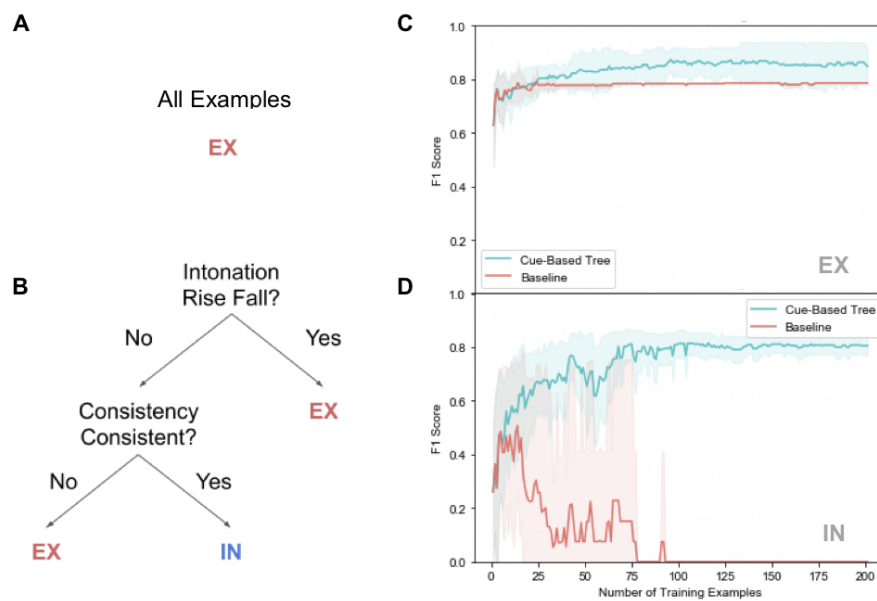 A
All Examples
EX
B
Intonation
Rise Fall?
No
Yes
Consistency
Consistent?
EX
No
Yes
EX
IN
C
1.0
0.8
0.6
0.4
0.2
F1 Score
Cue-Based Tree
Baseline
EX
D
1.0
0.8
0.6
0.4
0.2
0.0
F1 Score
Cue-Based Tree
Baseline
IN
0
25
50
75
100
125
150
175
200
Number of Training Examples